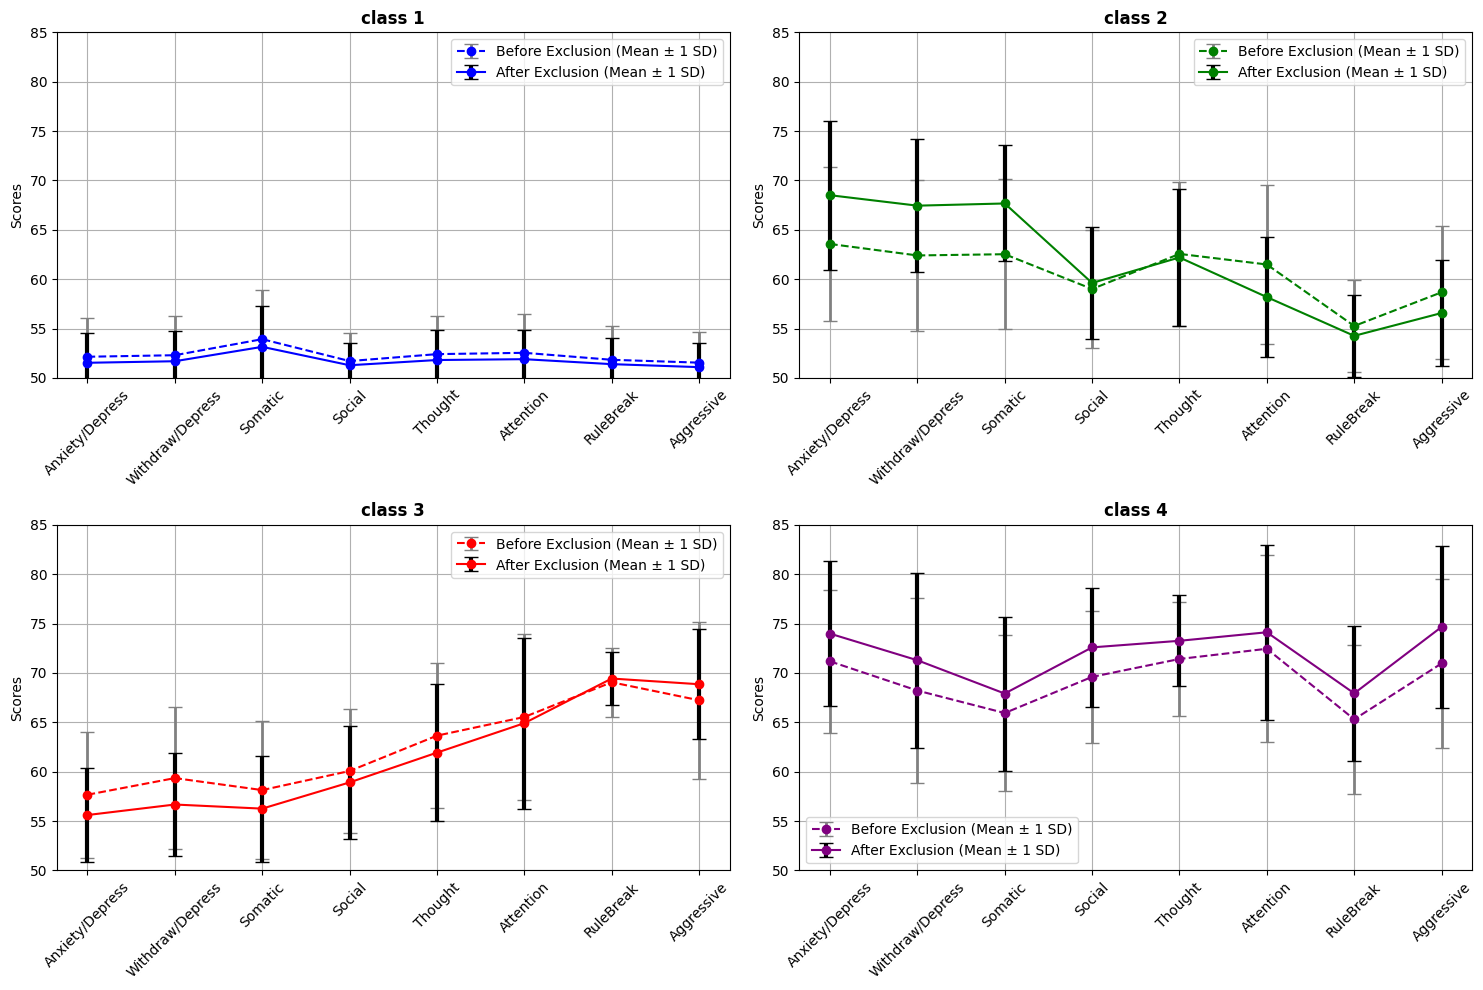 class 1
85
80
75
70
65
60
55
50
Scores
Before Exclusion (Mean ± 1 SD)
After Exclusion (Mean ± 1 SD)
Anxiety/Depress
Withdraw/Depress
Somatic
Social
Thought
Attention
RuleBreak
Aggressive
class 2
85
80
75
70
65
60
55
50
Scores
Before Exclusion (Mean ± 1 SD)
After Exclusion (Mean ± 1 SD)
Anxiety/Depress
Withdraw/Depress
Somatic
Social
Thought
Attention
RuleBreak
Aggressive
class 3
85
80
75
70
65
60
55
50
Scores
Before Exclusion (Mean ± 1 SD)
After Exclusion (Mean ± 1 SD)
Anxiety/Depress
Withdraw/Depress
Somatic
Social
Thought
Attention
RuleBreak
Aggressive
class 4
85
80
75
70
65
60
55
50
Scores
Before Exclusion (Mean ± 1 SD)
After Exclusion (Mean ± 1 SD)
Anxiety/Depress
Withdraw/Depress
Somatic
Social
Thought
Attention
RuleBreak
Aggressive